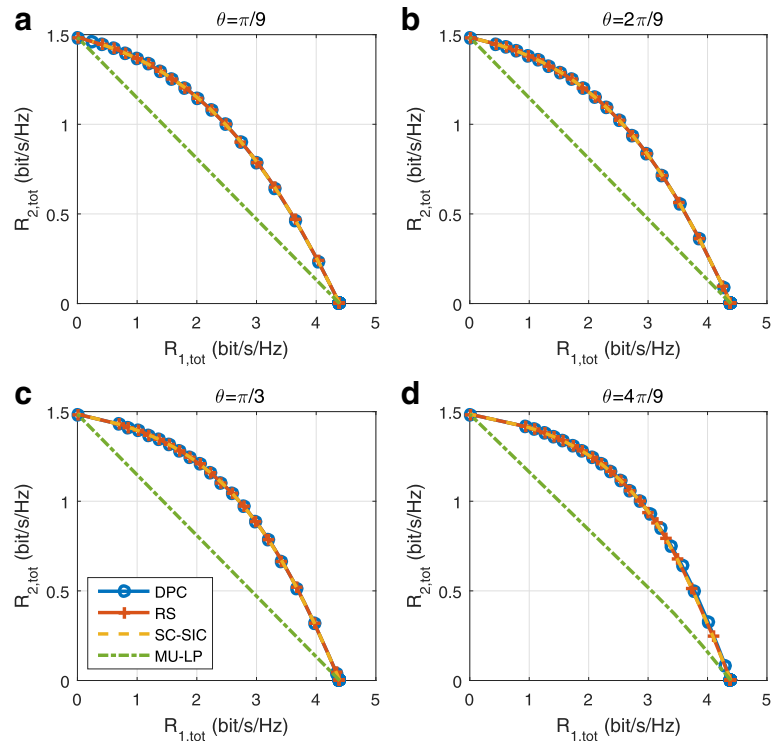 a
θ=π/9
1.5
1
0.5
0
R2,tot (bit/s/Hz)
0 1 2 3 4 5
R1,tot (bit/s/Hz)
b
θ=2π/9
1.5
1
0.5
0
R2,tot (bit/s/Hz)
0 1 2 3 4 5
R1,tot (bit/s/Hz)
c
θ=π/3
1.5
1
0.5
0
R2,tot (bit/s/Hz)
DPC
RS
SC-SIC
MU-LP
0 1 2 3 4 5
R1,tot (bit/s/Hz)
d
θ=4π/9
1.5
1
0.5
0
R2,tot (bit/s/Hz)
0 1 2 3 4 5
R1,tot (bit/s/Hz)